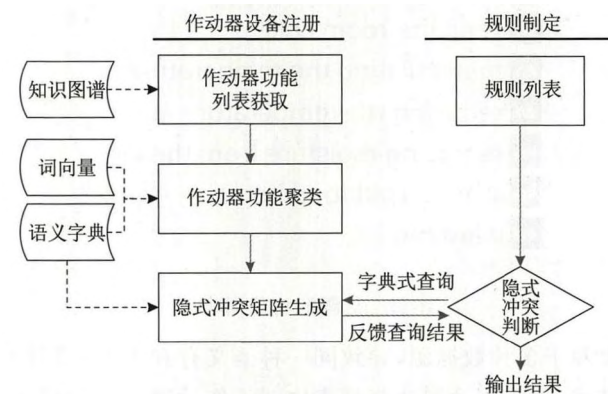 作动器设备注册
规则制定
知识图谱
作动器功能
列表获取
规则列表
词向量
作动器功能聚类
语义字典
字典式查询
隐式
冲突
判断
隐式冲突矩阵生成
反馈查询结果
输出结果